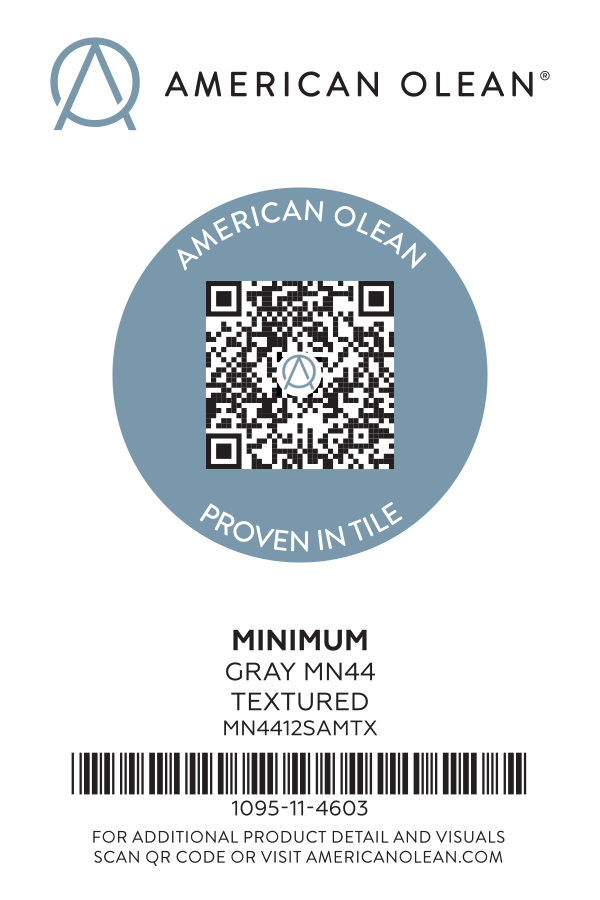 AMERICAN OLEAN®
AMERICAN OLEAN
PROVEN IN TILE
MINIMUM
GRAY MN44
TEXTURED
MN4412SAMTX
1095-11-4603
FOR ADDITIONAL PRODUCT DETAIL AND VISUALS
SCAN QR CODE OR VISIT AMERICANOLEAN.COM